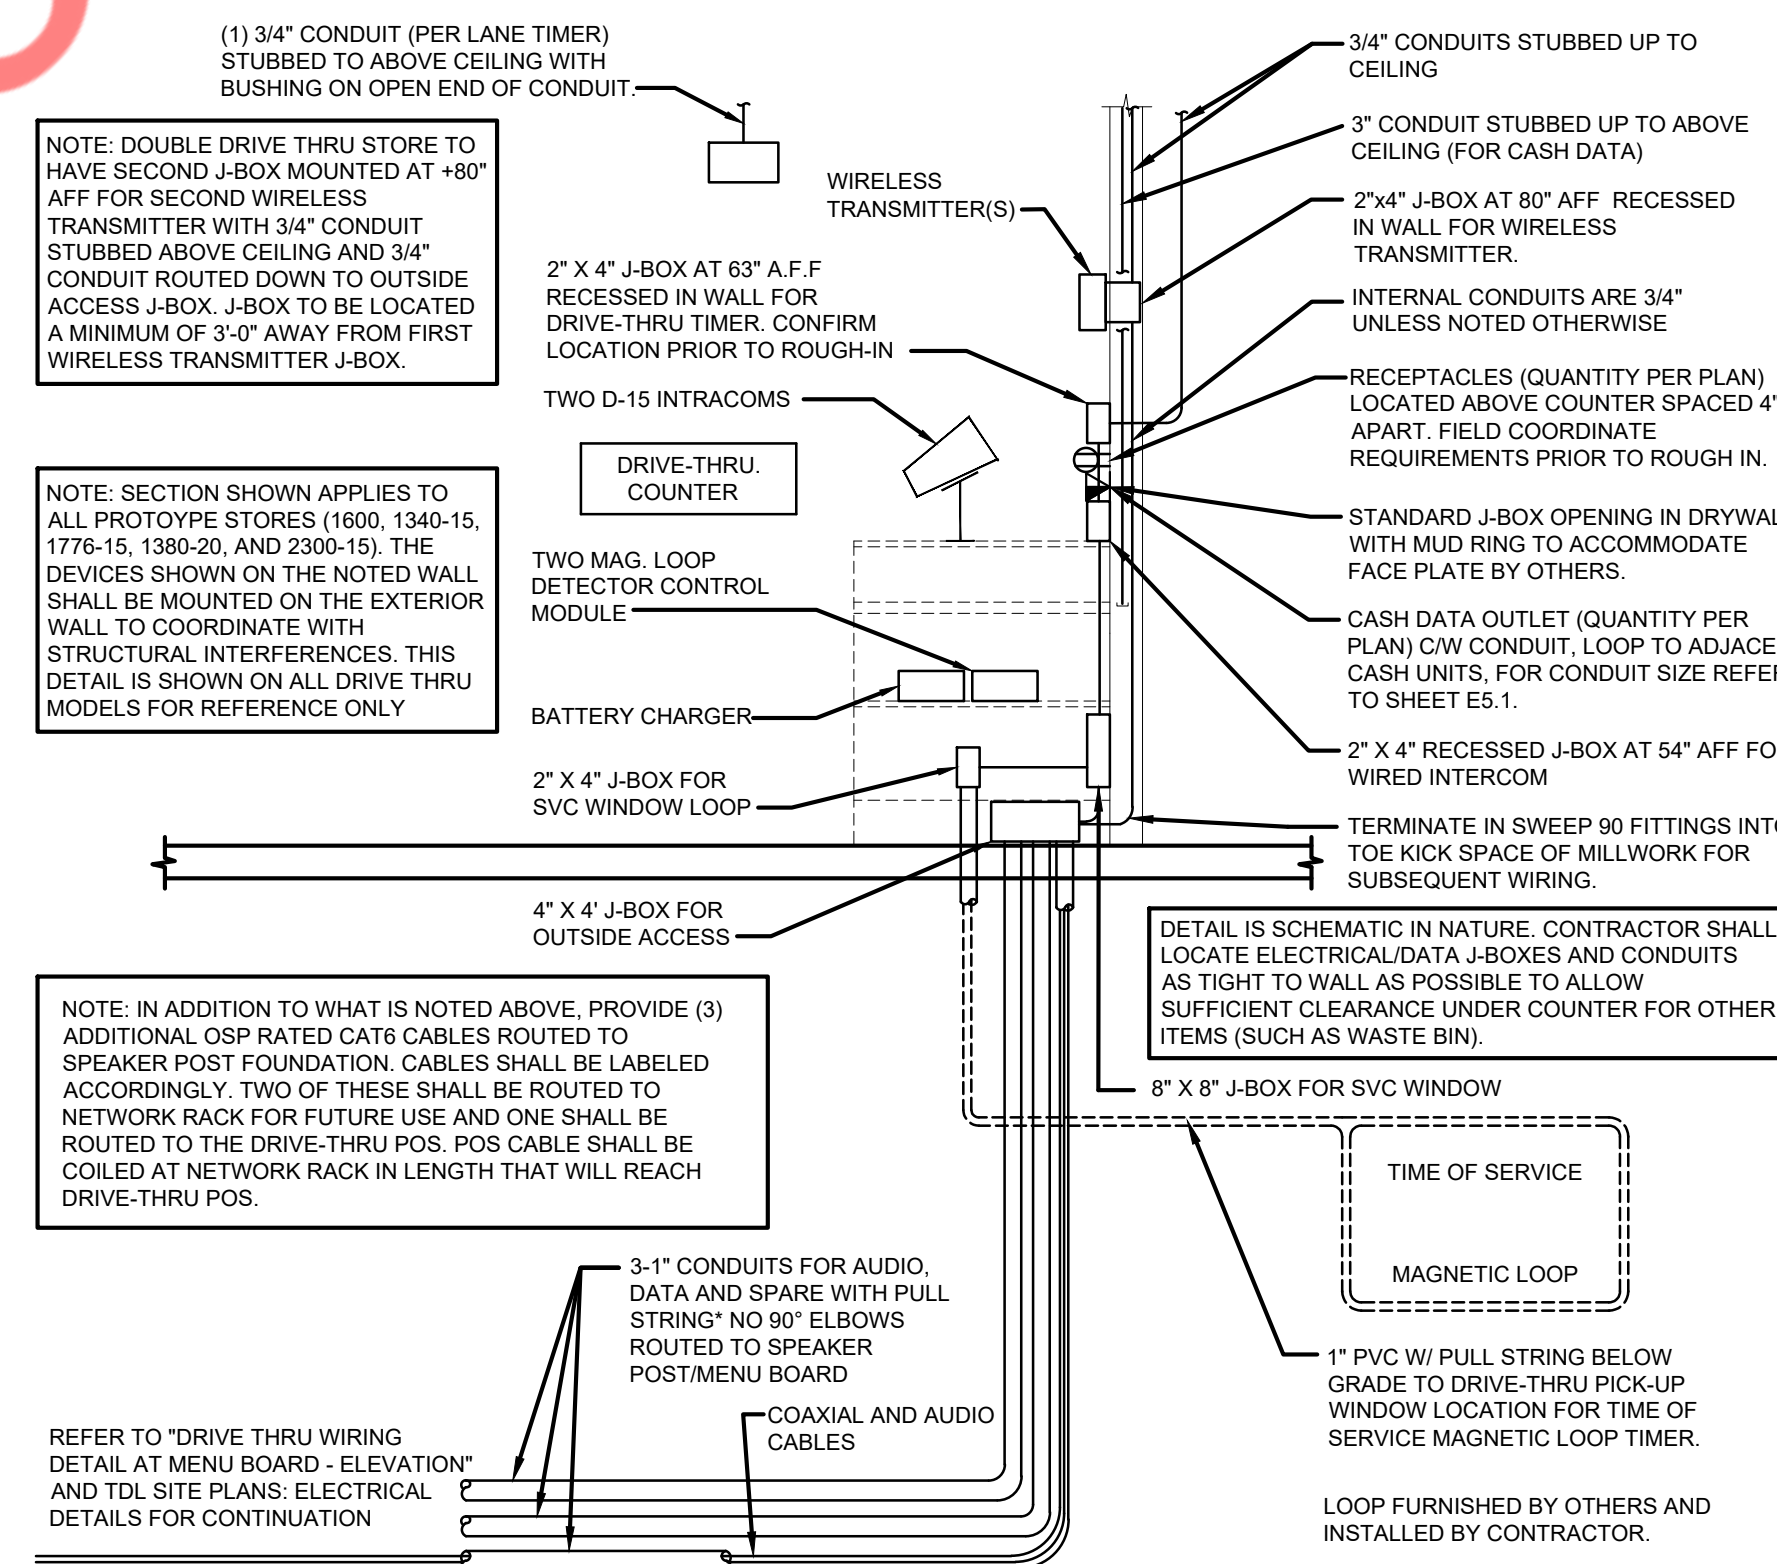 (1) 3/4" CONDUIT (PER LANE TIMER)
STUBBED TO ABOVE CEILING WITH
BUSHING ON OPEN END OF CONDUIT.
NOTE: DOUBLE DRIVE THRU STORE TO
HAVE SECOND J-BOX MOUNTED AT +80"
AFF FOR SECOND WIRELESS
TRANSMITTER WITH 3/4" CONDUIT
STUBBED ABOVE CEILING AND 3/4"
CONDUIT ROUTED DOWN TO OUTSIDE
ACCESS J-BOX. J-BOX TO BE LOCATED
A MINIMUM OF 3'-0" AWAY FROM FIRST
WIRELESS TRANSMITTER J-BOX.
NOTE: SECTION SHOWN APPLIES TO
ALL PROTOYPE STORES (1600, 1340-15,
1776-15, 1380-20, AND 2300-15). THE
DEVICES SHOWN ON THE NOTED WALL
SHALL BE MOUNTED ON THE EXTERIOR
WALL TO COORDINATE WITH
STRUCTURAL INTERFERENCES. THIS
DETAIL IS SHOWN ON ALL DRIVE THRU
MODELS FOR REFERENCE ONLY
WIRELESS
TRANSMITTER(S)
2" X 4" J-BOX AT 63" A.F.F
RECESSED IN WALL FOR
DRIVE-THRU TIMER. CONFIRM
LOCATION PRIOR TO ROUGH-IN
TWO D-15 INTRACOMS
DRIVE-THRU.
COUNTER
TWO MAG. LOOP
DETECTOR CONTROL
MODULE
BATTERY CHARGER
2" X 4" J-BOX FOR
SVC WINDOW LOOP
4" X 4' J-BOX FOR
OUTSIDE ACCESS
3/4" CONDUITS STUBBED UP TO
CEILING
3" CONDUIT STUBBED UP TO ABOVE
CEILING (FOR CASH DATA)
2"x4" J-BOX AT 80" AFF RECESSED
IN WALL FOR WIRELESS
TRANSMITTER.
INTERNAL CONDUITS ARE 3/4"
UNLESS NOTED OTHERWISE
RECEPTACLES (QUANTITY PER PLAN)
LOCATED ABOVE COUNTER SPACED 4"
APART. FIELD COORDINATE
REQUIREMENTS PRIOR TO ROUGH IN.
STANDARD J-BOX OPENING IN DRYWAL
WITH MUD RING TO ACCOMMODATE
FACE PLATE BY OTHERS.
CASH DATA OUTLET (QUANTITY PER
PLAN) C/W CONDUIT, LOOP TO ADJACE
CASH UNITS, FOR CONDUIT SIZE REFER
TO SHEET E5.1.
2" X 4" RECESSED J-BOX AT 54" AFF FO
WIRED INTERCOM
TERMINATE IN SWEEP 90 FITTINGS INTO
TOE KICK SPACE OF MILLWORK FOR
SUBSEQUENT WIRING.
DETAIL IS SCHEMATIC IN NATURE. CONTRACTOR SHALL
LOCATE ELECTRICAL/DATA J-BOXES AND CONDUITS
AS TIGHT TO WALL AS POSSIBLE TO ALLOW
SUFFICIENT CLEARANCE UNDER COUNTER FOR OTHER
ITEMS (SUCH AS WASTE BIN).
8" X 8" J-BOX FOR SVC WINDOW
NOTE: IN ADDITION TO WHAT IS NOTED ABOVE, PROVIDE (3)
ADDITIONAL OSP RATED CAT6 CABLES ROUTED TO
SPEAKER POST FOUNDATION. CABLES SHALL BE LABELED
ACCORDINGLY. TWO OF THESE SHALL BE ROUTED TO
NETWORK RACK FOR FUTURE USE AND ONE SHALL BE
ROUTED TO THE DRIVE-THRU POS. POS CABLE SHALL BE
COILED AT NETWORK RACK IN LENGTH THAT WILL REACH
DRIVE-THRU POS.
TIME OF SERVICE
MAGNETIC LOOP
3-1" CONDUITS FOR AUDIO,
DATA AND SPARE WITH PULL
STRING* NO 90° ELBOWS
ROUTED TO SPEAKER
POST/MENU BOARD
COAXIAL AND AUDIO
CABLES
REFER TO "DRIVE THRU WIRING
DETAIL AT MENU BOARD - ELEVATION"
AND TDL SITE PLANS: ELECTRICAL
DETAILS FOR CONTINUATION
1" PVC W/ PULL STRING BELOW
GRADE TO DRIVE-THRU PICK-UP
WINDOW LOCATION FOR TIME OF
SERVICE MAGNETIC LOOP TIMER.
LOOP FURNISHED BY OTHERS AND
INSTALLED BY CONTRACTOR.